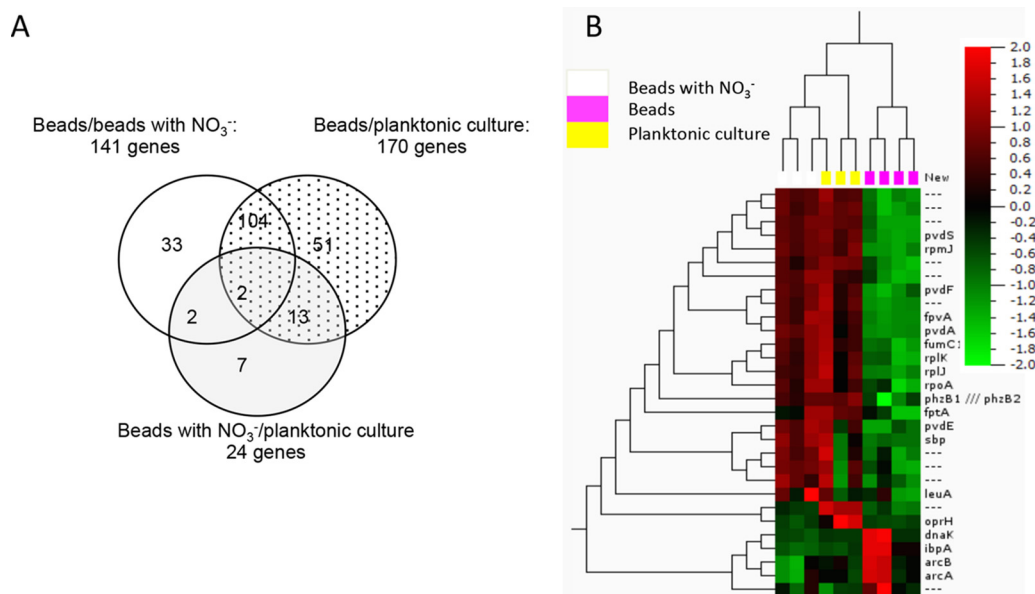 A
Beads/beads with NO₃⁻:
141 genes
Beads/planktonic culture:
170 genes
33
104
51
2
2
13
7
Beads with NO₃⁻/planktonic culture
24 genes
B
Beads with NO₃⁻
Beads
Planktonic culture
New
2.0
1.8
1.6
1.4
1.2
1.0
0.8
0.6
0.4
0.2
0.0
-0.2
-0.4
-0.6
-0.8
-1.0
-1.2
-1.4
-1.6
-1.8
-2.0
---
---
---
pvdS
rpmJ
---
---
pvdF
---
fpvA
pvdA
fumC1
rplK
rplJ
rpoA
phzB1 /// phzB2
fptA
pvdE
sbp
---
---
---
leuA
---
oprH
dnaK
ibpA
arcB
arcA
---